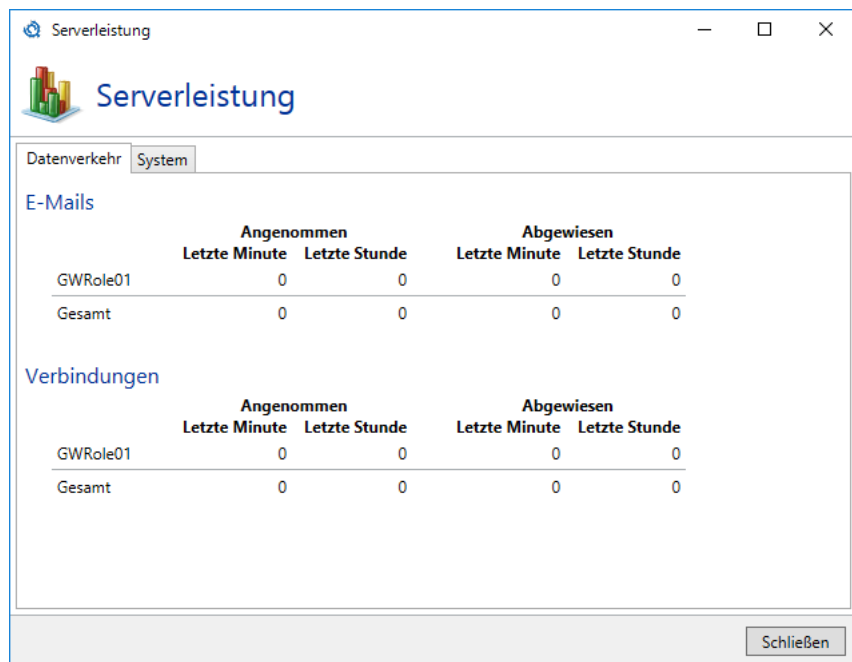 Serverleistung
Serverleistung
Datenverkehr System
E-Mails
Angenommen Abgewiesen
Letzte Minute Letzte Stunde Letzte Minute Letzte Stunde
GWRole01 0 0 0 0
Gesamt 0 0 0 0
Verbindungen
Angenommen Abgewiesen
Letzte Minute Letzte Stunde Letzte Minute Letzte Stunde
GWRole01 0 0 0 0
Gesamt 0 0 0 0
Schließen